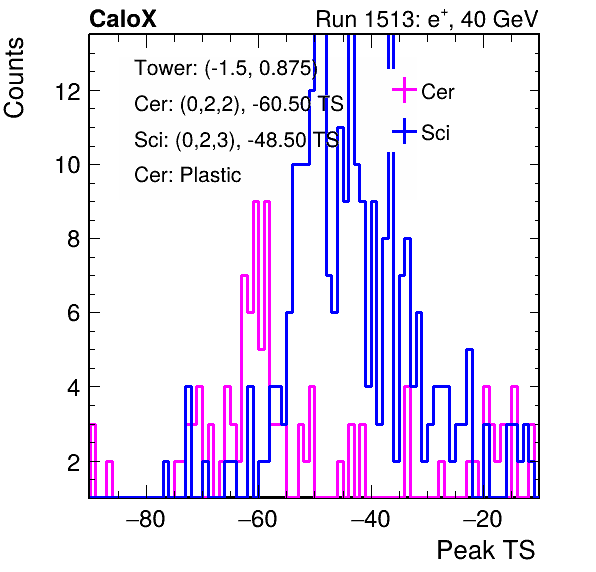 CaloX Run 1513: e⁺, 40 GeV
Counts
Tower: (-1.5, 0.875)
Cer: (0,2,2), -60.50 TS
Sci: (0,2,3), -48.50 TS
Cer: Plastic
Cer
Sci
12
10
8
6
4
2
−80 −60 −40 −20
Peak TS